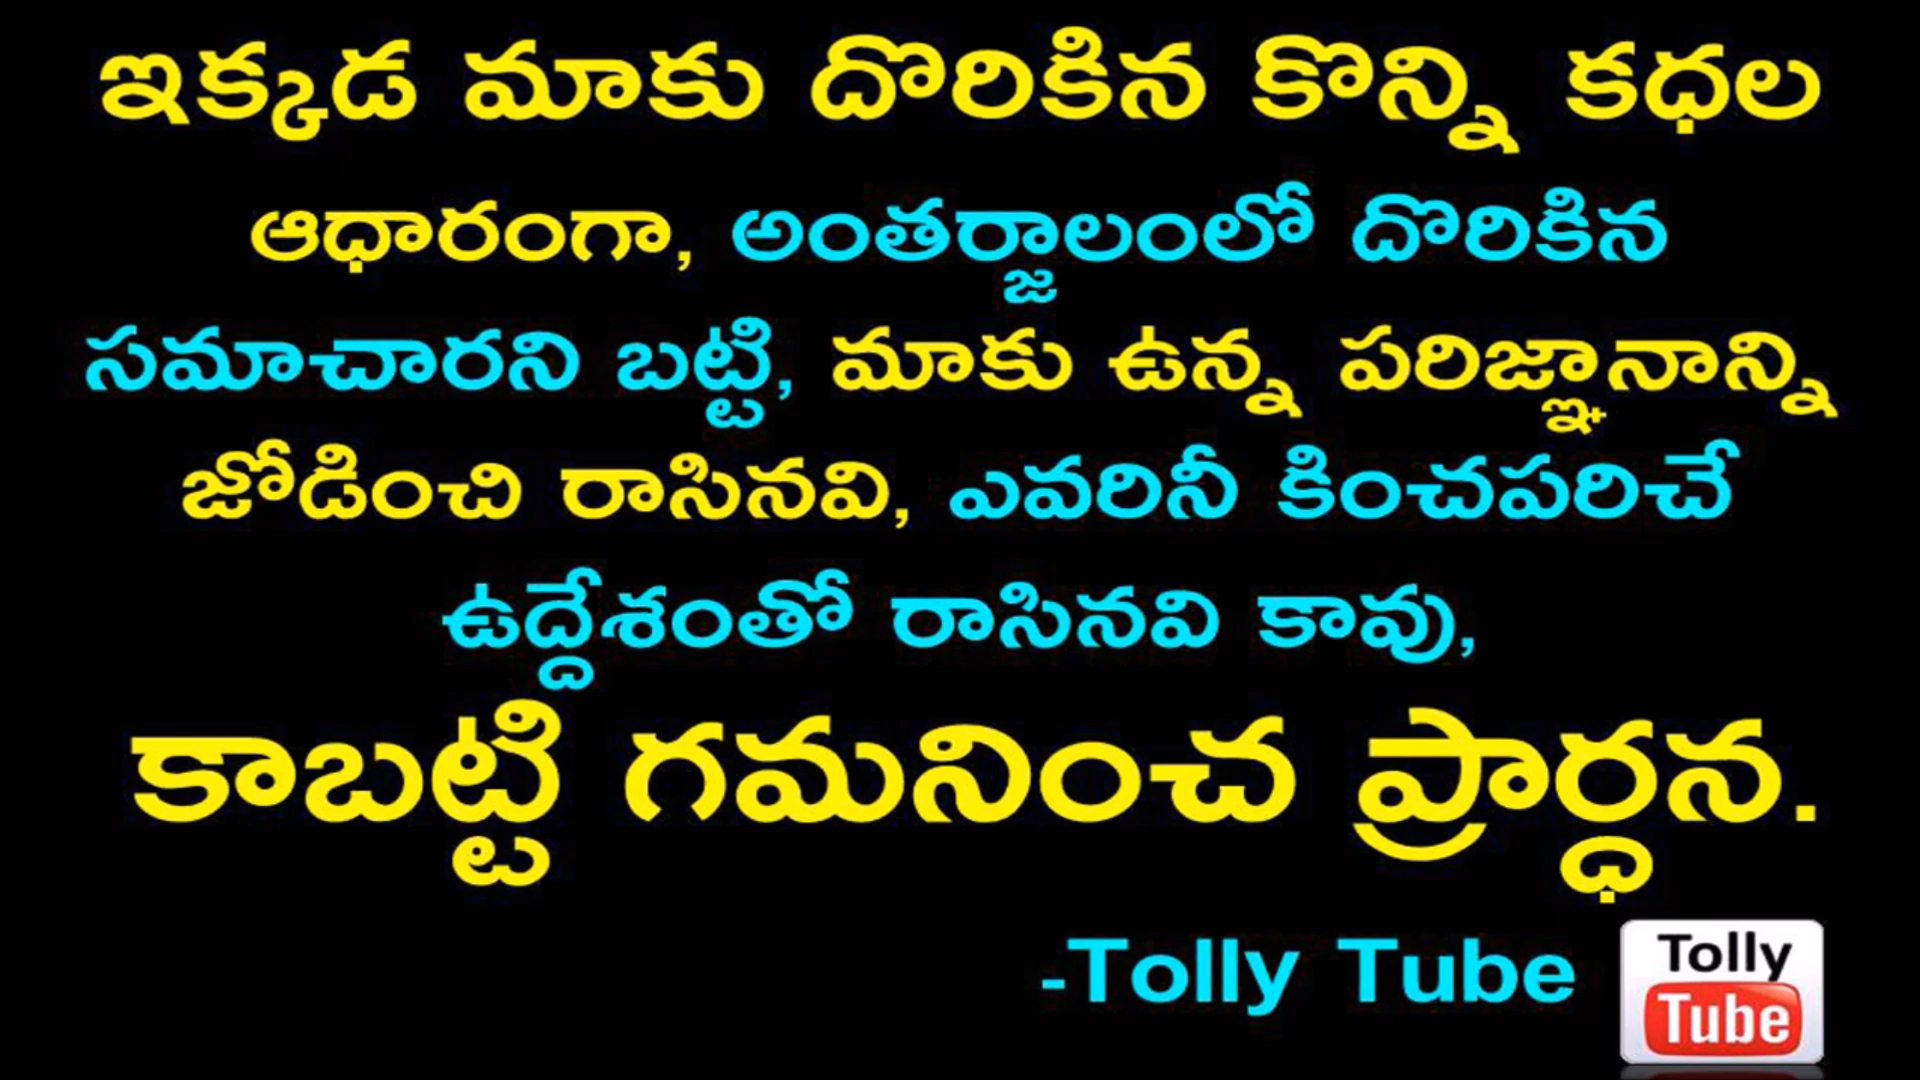 ఇక్కడ మాకు దొరికిన కొన్ని కధల
ఆధారంగా, అంతర్జాలంలో దొరికిన
సమాచారని బట్టి, మాకు ఉన్న పరిజ్ఞానాన్ని
జోడించి రాసినవి, ఎవరినీ కించపరిచే
ఉద్దేశంతో రాసినవి కావు,
కాబట్టి గమనించ ప్రార్ధన.
-Tolly Tube
Tolly
Tube